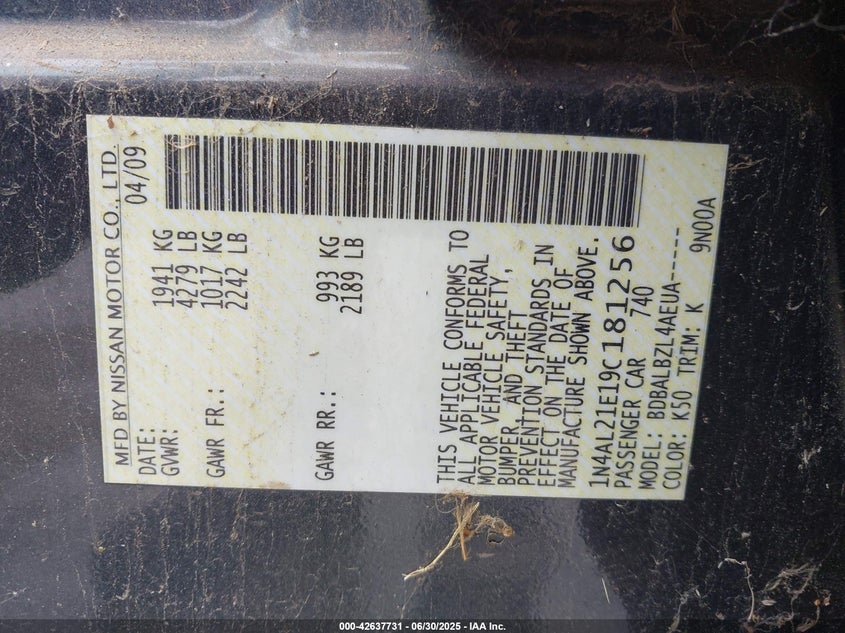 MFD BY NISSAN MOTOR CO., LTD.
DATE: 04/09
GVWR: 1941 KG
4279 LB
GAWR FR.: 1017 KG
2242 LB
GAWR RR.: 993 KG
2189 LB
THIS VEHICLE CONFORMS TO
ALL APPLICABLE FEDERAL
MOTOR VEHICLE SAFETY,
BUMPER, AND THEFT
PREVENTION STANDARDS IN
EFFECT ON THE DATE OF
MANUFACTURE SHOWN ABOVE.
1N4AL21E19C181256
PASSENGER CAR 740
MODEL: BDBALBZL4AEUA-----
COLOR: K50 TRIM: K 9N00A
000-42637731 - 06/30/2025 - IAA Inc.